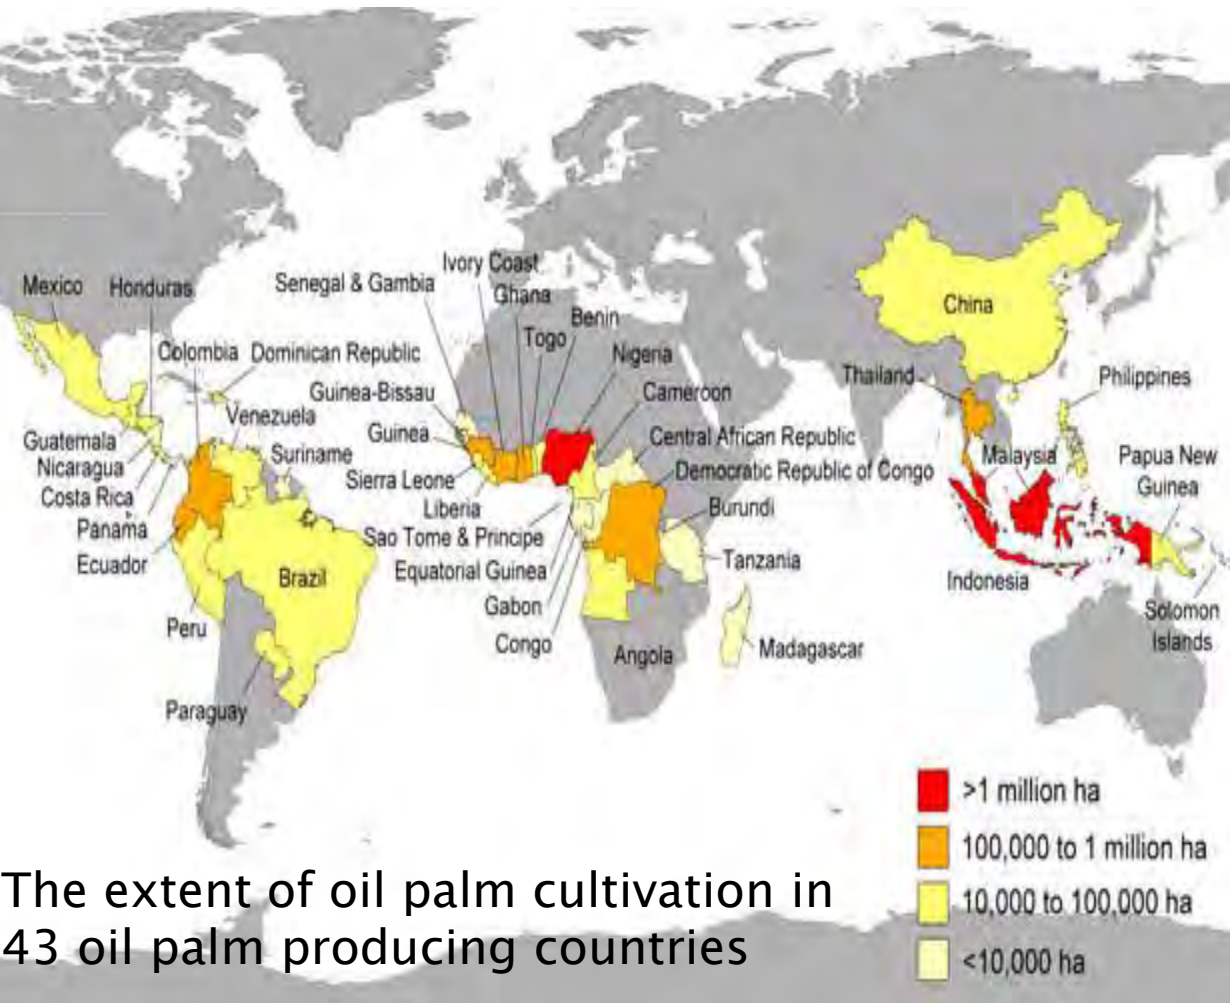 Mexico
Honduras
Senegal & Gambia
Ivory Coast
Ghana
Benin
Togo
Nigeria
China
Colombia
Dominican Republic
Guinea-Bissau
Cameroon
Thailand
Philippines
Venezuela
Guatemala
Nicaragua
Costa Rica
Panama
Ecuador
Suriname
Guinea
Sierra Leone
Liberia
Central African Republic
Democratic Republic of Congo
Burundi
Malaysia
Papua New
Guinea
Sao Tome & Principe
Equatorial Guinea
Gabon
Congo
Tanzania
Indonesia
Brazil
Peru
Paraguay
Angola
Madagascar
Solomon
Islands
>1 million ha
100,000 to 1 million ha
10,000 to 100,000 ha
<10,000 ha
The extent of oil palm cultivation in
43 oil palm producing countries